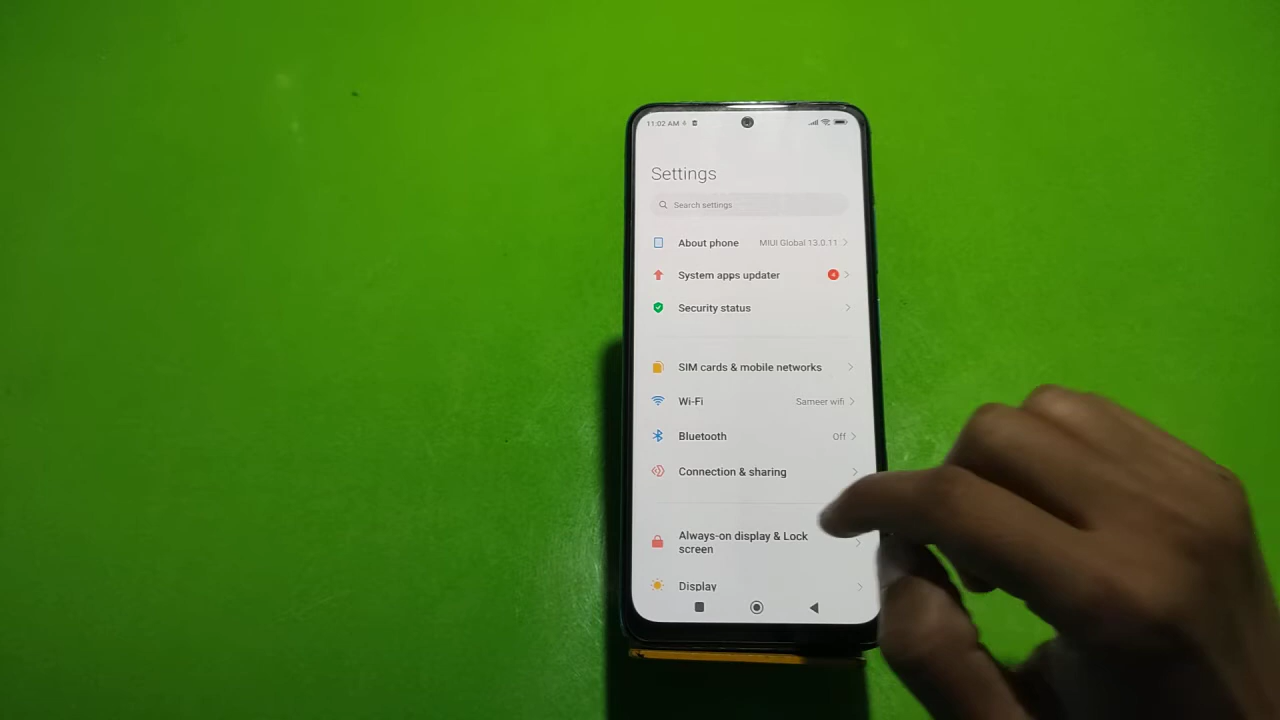 11:02 AM
Settings
Search settings
About phone MIUI Global 13.0.11
System apps updater 4
Security status
SIM cards & mobile networks
Wi-Fi Sameer wifi
Bluetooth Off
Connection & sharing
Always-on display & Lock
screen
Display